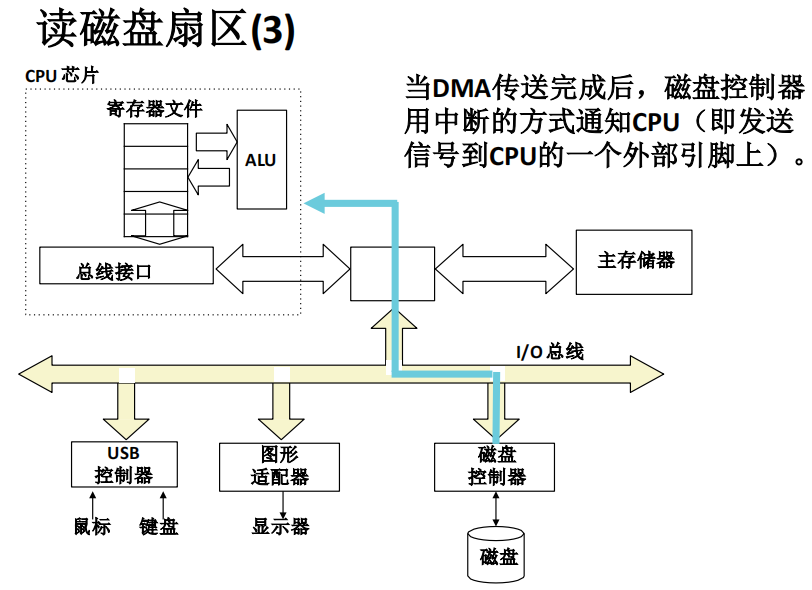 读磁盘扇区(3)
CPU 芯片
寄存器文件
ALU
当DMA传送完成后，磁盘控制器
用中断的方式通知CPU（即发送
信号到CPU的一个外部引脚上）。
总线接口
主存储器
I/O 总线
USB
控制器
图形
适配器
磁盘
控制器
鼠标
键盘
显示器
磁盘